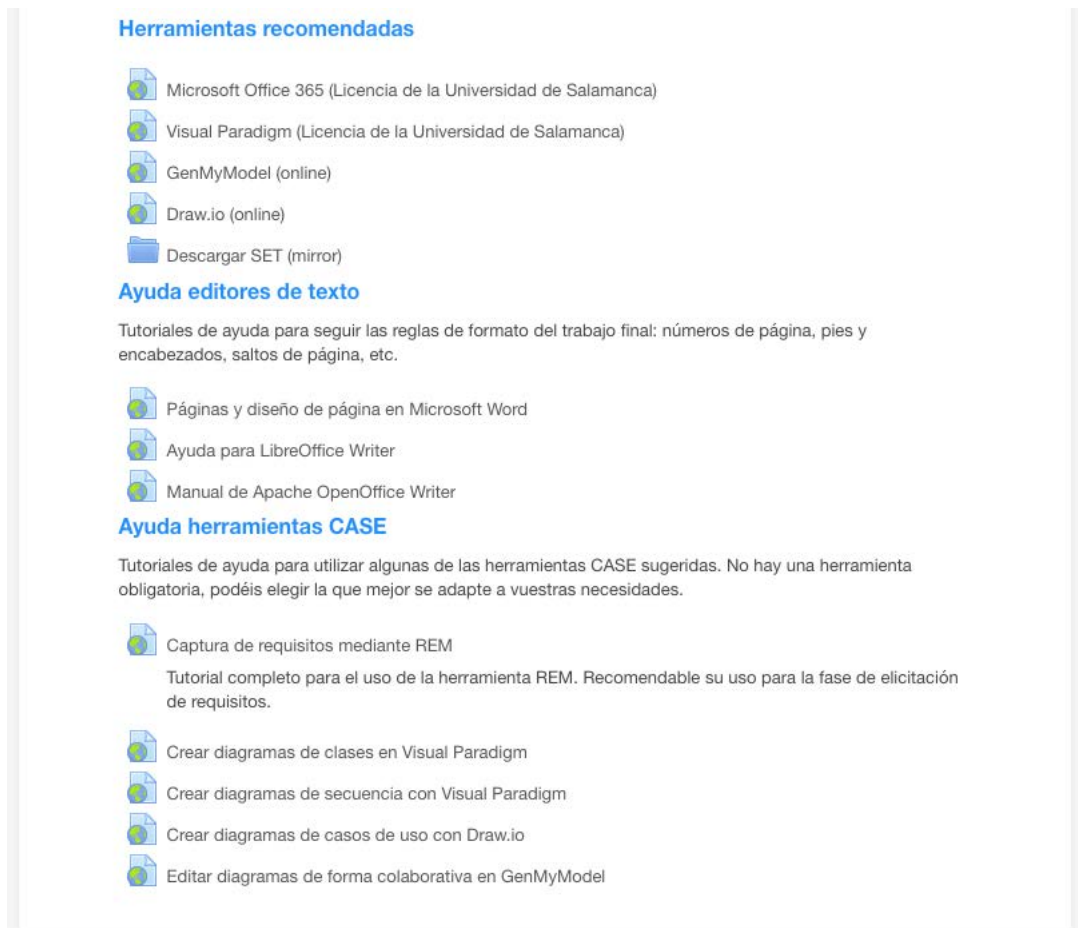 Herramientas recomendadas
Microsoft Office 365 (Licencia de la Universidad de Salamanca)
Visual Paradigm (Licencia de la Universidad de Salamanca)
GenMyModel (online)
Draw.io (online)
Descargar SET (mirror)
Ayuda editores de texto
Tutoriales de ayuda para seguir las reglas de formato del trabajo final: números de página, pies y
encabezados, saltos de página, etc.
Páginas y diseño de página en Microsoft Word
Ayuda para LibreOffice Writer
Manual de Apache OpenOffice Writer
Ayuda herramientas CASE
Tutoriales de ayuda para utilizar algunas de las herramientas CASE sugeridas. No hay una herramienta
obligatoria, podéis elegir la que mejor se adapte a vuestras necesidades.
Captura de requisitos mediante REM
Tutorial completo para el uso de la herramienta REM. Recomendable su uso para la fase de elicitación
de requisitos.
Crear diagramas de clases en Visual Paradigm
Crear diagramas de secuencia con Visual Paradigm
Crear diagramas de casos de uso con Draw.io
Editar diagramas de forma colaborativa en GenMyModel